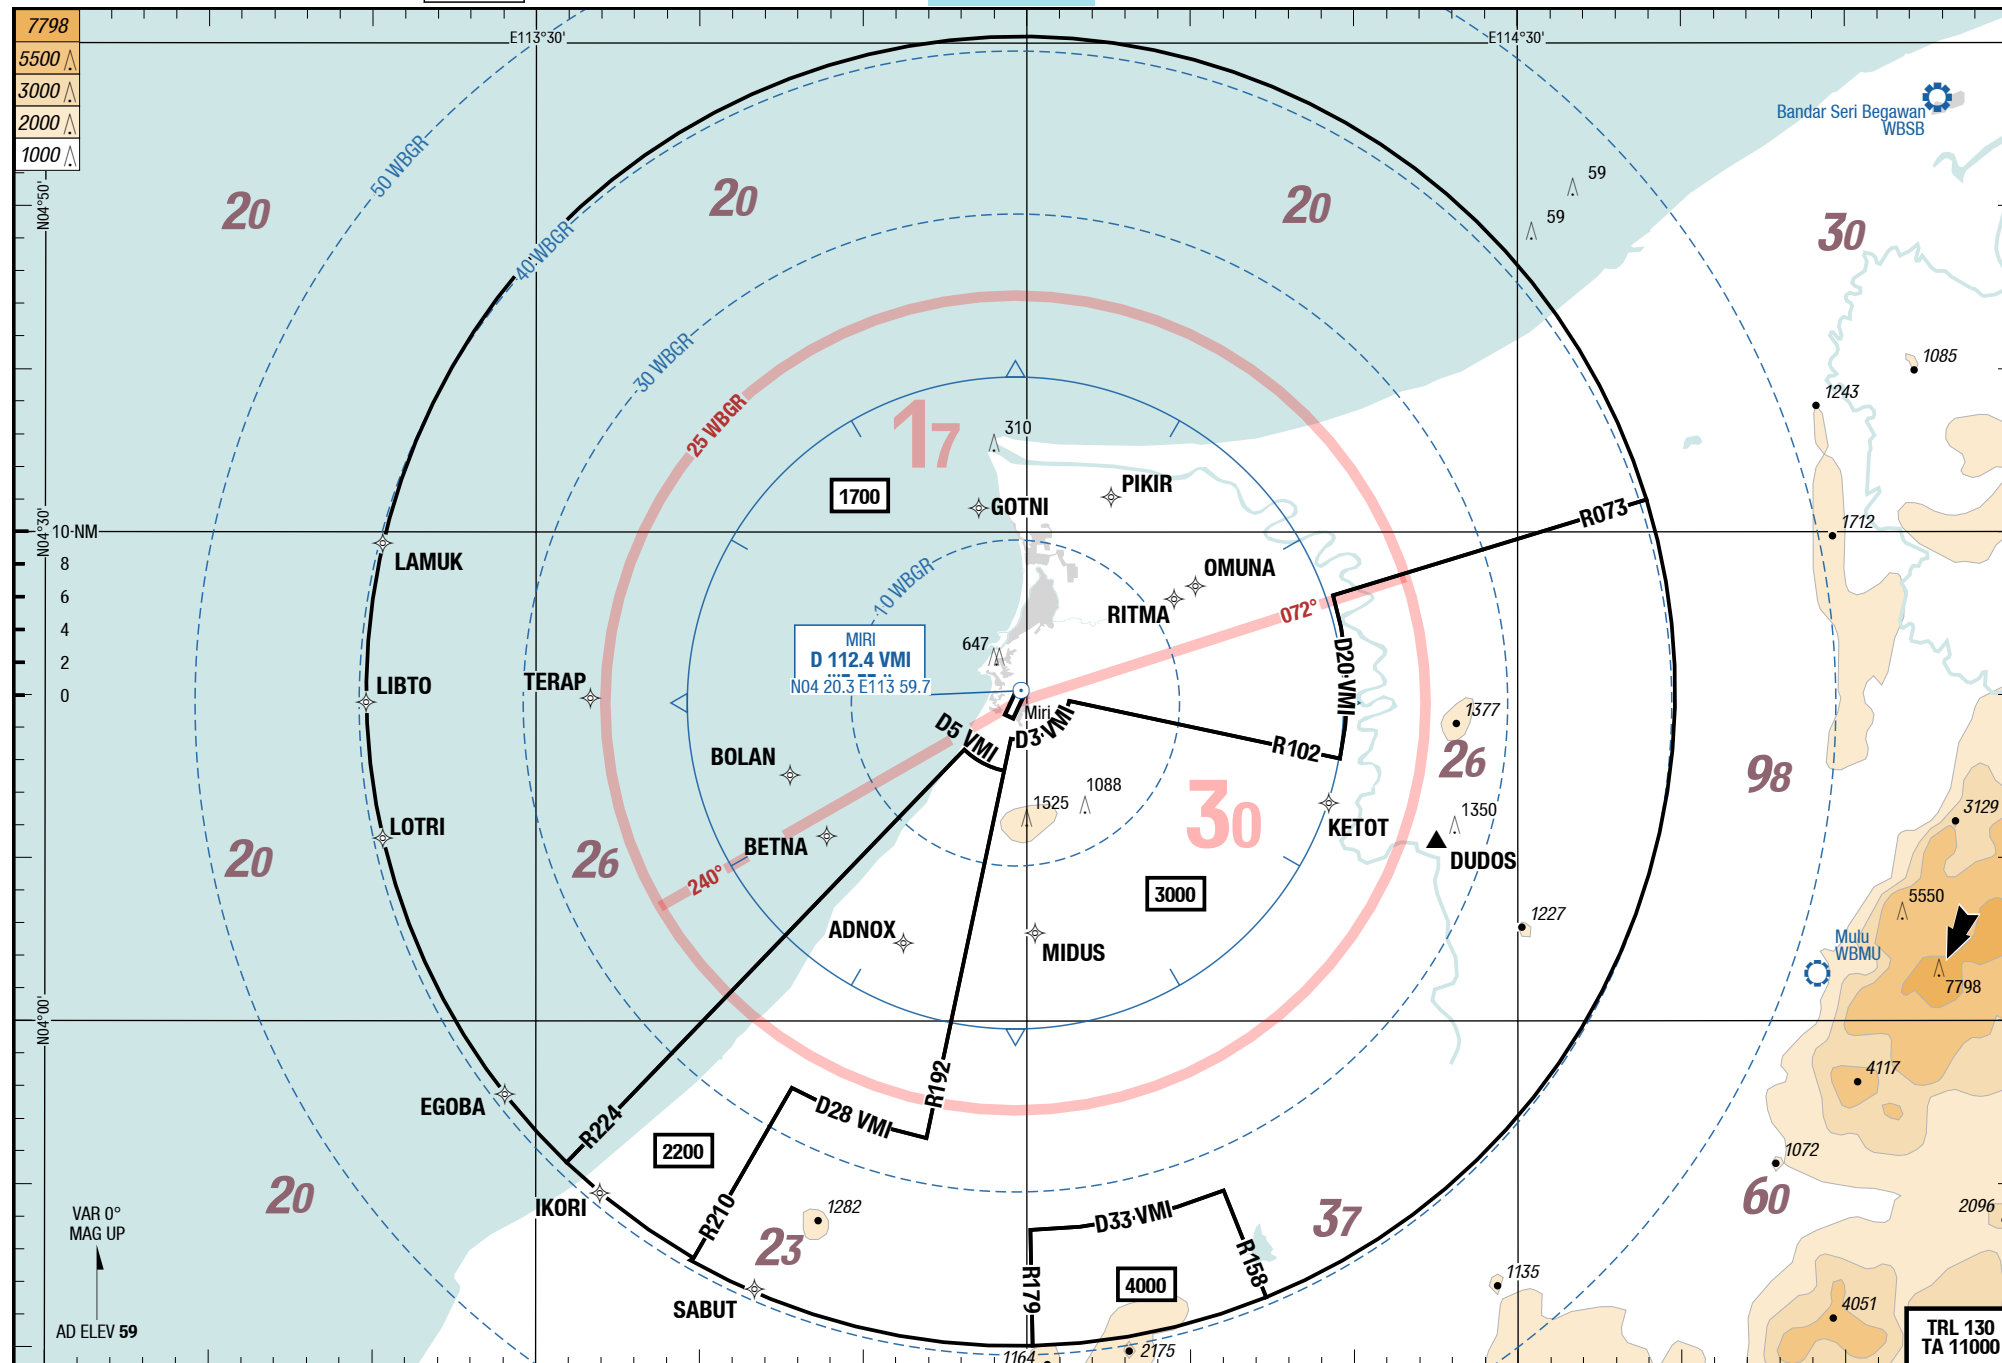 7798
5500
3000
2000
1000
E113°30'
E114°30'
Bandar Seri Begawan
WBSB
N04°50'
50 WBGR
40 WBGR
30 WBGR
25 WBGR
10 WBGR
20
20
20
30
59
59
1085
1243
1712
17
310
1700
GOTNI
PIKIR
R073
N04°30'
10 NM
8
6
4
2
0
LAMUK
OMUNA
RITMA
072°
MIRI
D 112.4 VMI
N04 20.3 E113 59.7
647
D20 VMI
LIBTO
TERAP
Miri
D5 VMI
D3 VMI
R102
1377
26
98
BOLAN
1088
1525
30
KETOT
1350
DUDOS
3129
LOTRI
BETNA
20
26
240°
3000
5550
1227
ADNOX
MIDUS
Mulu
WBMU
7798
N04°00'
4117
R192
EGOBA
R224
D28 VMI
2200
1072
20
IKORI
R210
1282
23
D33 VMI
R158
37
60
2096
VAR 0°
MAG UP
R179
4000
1135
SABUT
4051
AD ELEV 59
1164
2175
TRL 130
TA 11000